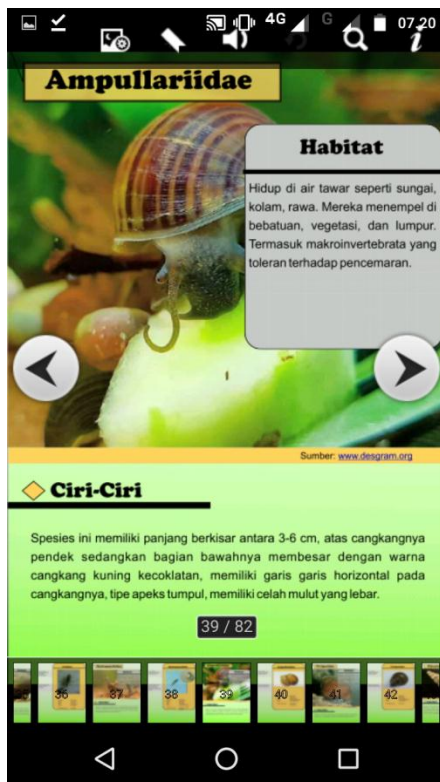 4G
G
07.20
Ampullariidae
Habitat
Hidup di air tawar seperti sungai,
kolam, rawa. Mereka menempel di
bebatuan, vegetasi, dan lumpur.
Termasuk makroinvertebrata yang
toleran terhadap pencemaran.
Sumber: www.desgram.org
Ciri-Ciri
Spesies ini memiliki panjang berkisar antara 3-6 cm, atas cangkangnya
pendek sedangkan bagian bawahnya membesar dengan warna
cangkang kuning kecoklatan, memiliki garis garis horizontal pada
cangkangnya, tipe apeks tumpul, memiliki celah mulut yang lebar.
39 / 82
36 37 38 39 40 41 42